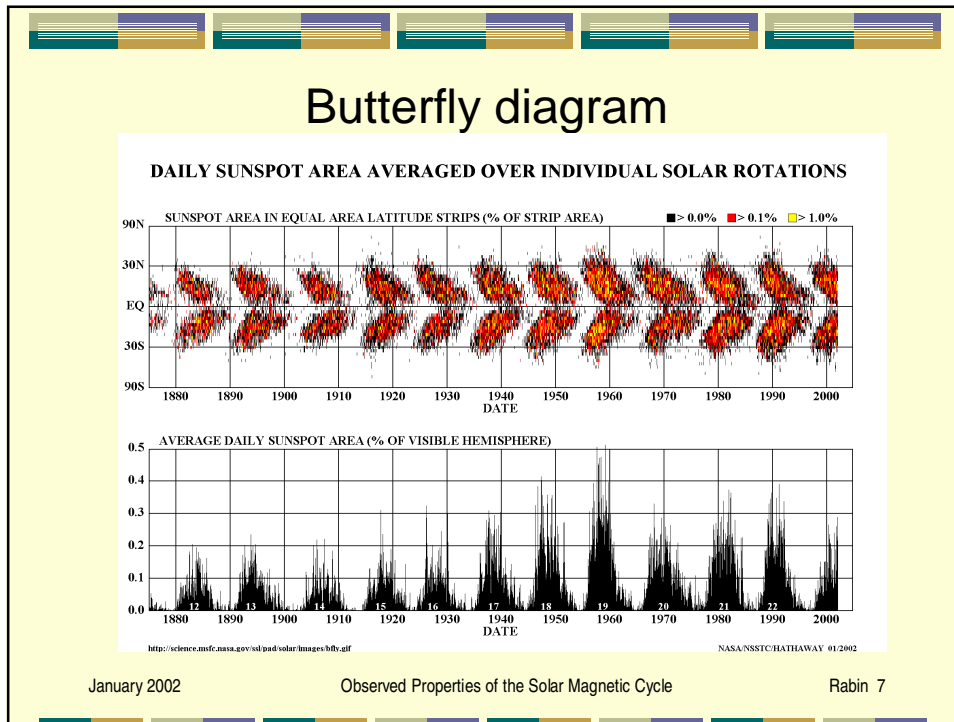 Butterfly diagram
DAILY SUNSPOT AREA AVERAGED OVER INDIVIDUAL SOLAR ROTATIONS
SUNSPOT AREA IN EQUAL AREA LATITUDE STRIPS (% OF STRIP AREA) > 0.0% > 0.1% > 1.0%
90N
30N
EQ
30S
90S
1880 1890 1900 1910 1920 1930 1940 1950 1960 1970 1980 1990 2000
DATE
AVERAGE DAILY SUNSPOT AREA (% OF VISIBLE HEMISPHERE)
0.5
0.4
0.3
0.2
0.1
0.0
12 13 14 15 16 17 18 19 20 21 22
1880 1890 1900 1910 1920 1930 1940 1950 1960 1970 1980 1990 2000
DATE
http://science.msfc.nasa.gov/ssl/pad/solar/images/bfly.gif NASA/NSSTC/HATHAWAY 01/2002
January 2002 Observed Properties of the Solar Magnetic Cycle Rabin 7